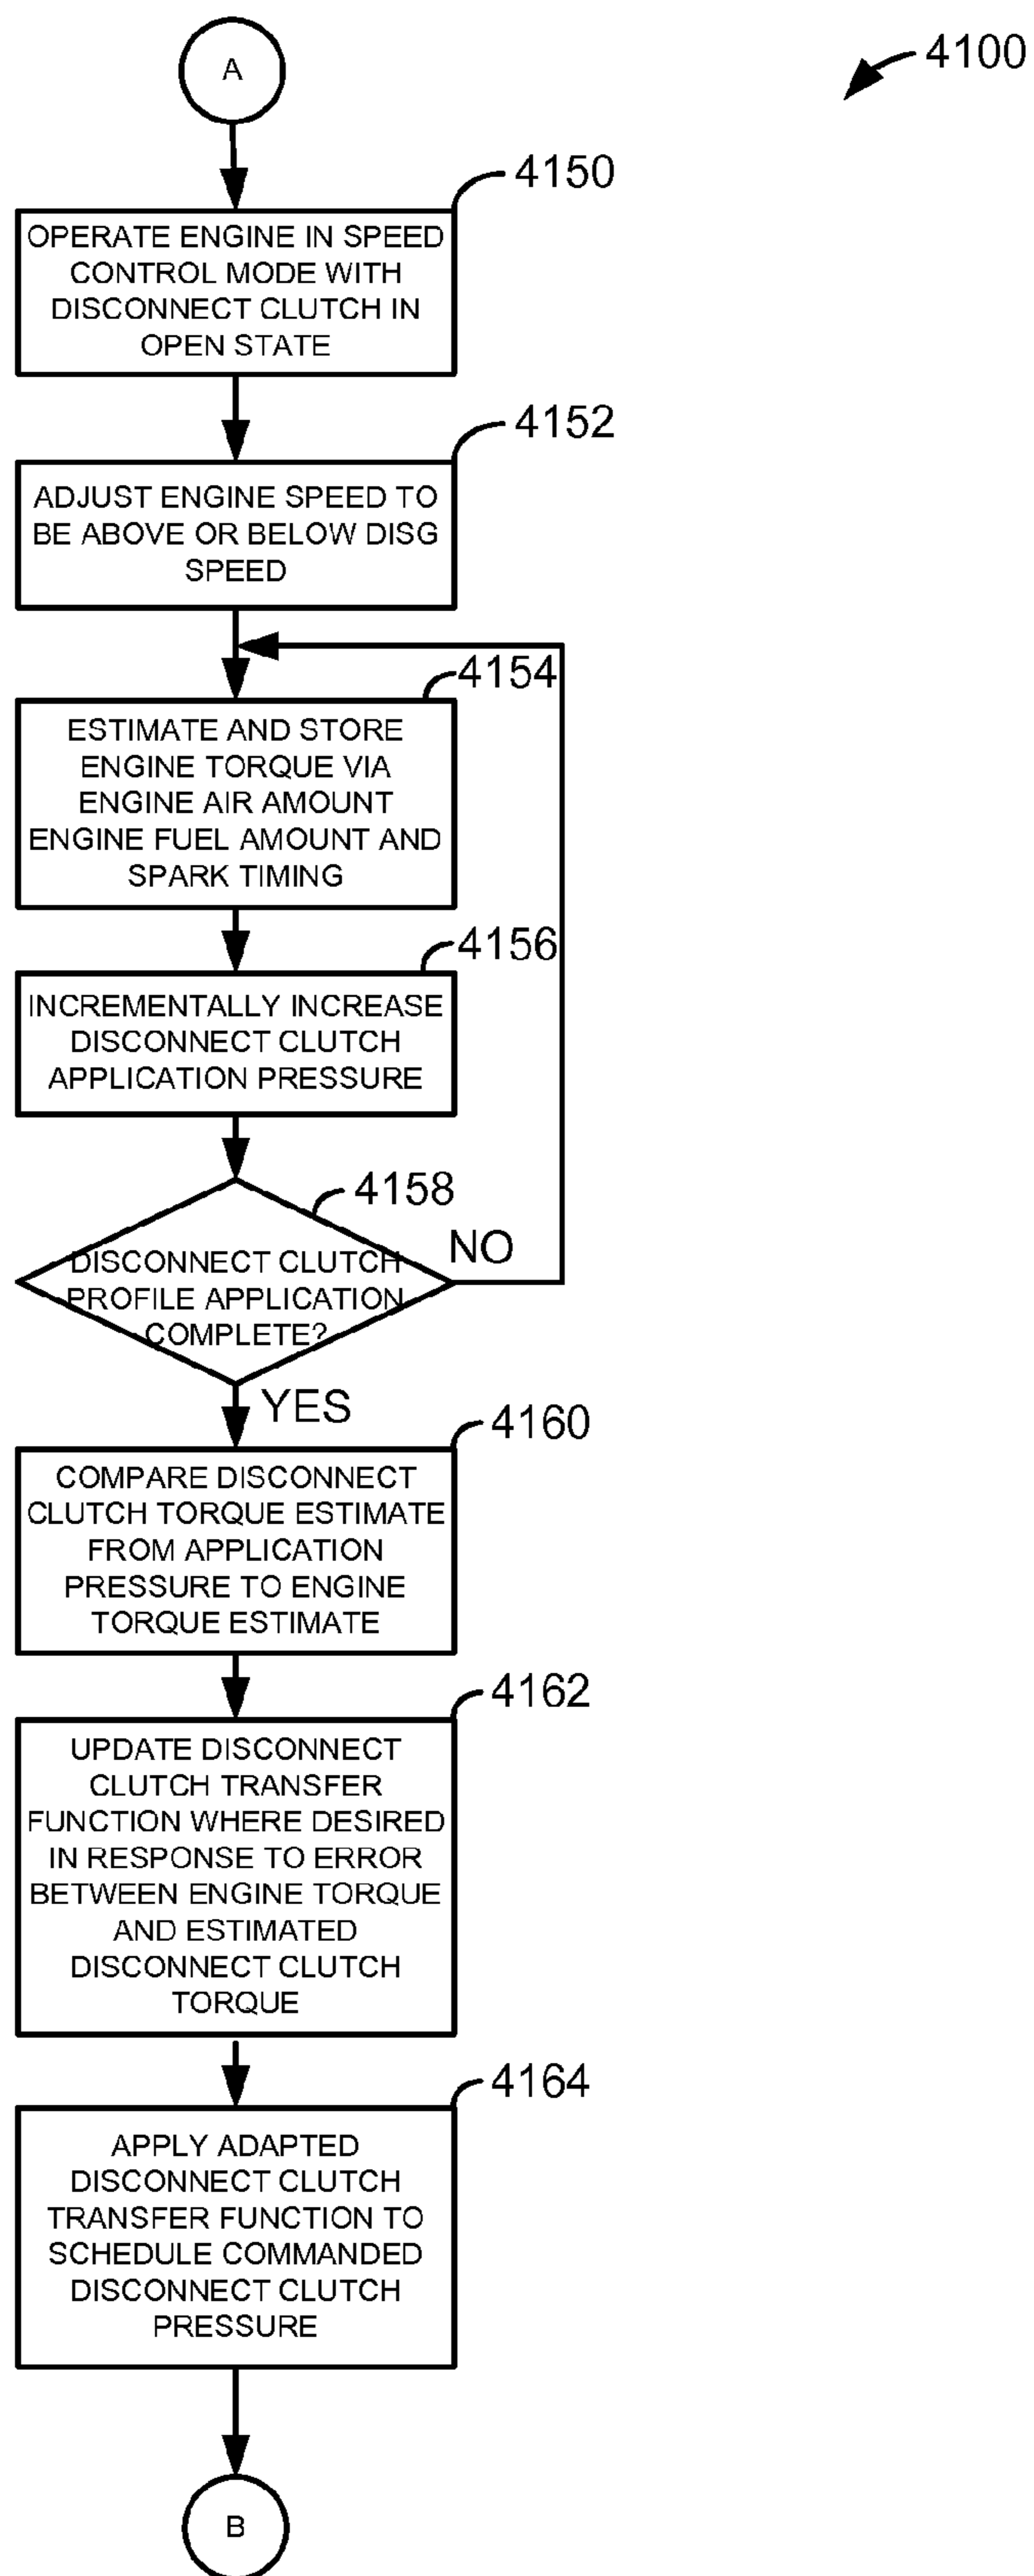 A
4100
4150
OPERATE ENGINE IN SPEED
CONTROL MODE WITH
DISCONNECT CLUTCH IN
OPEN STATE
4152
ADJUST ENGINE SPEED TO
BE ABOVE OR BELOW DISG
SPEED
4154
ESTIMATE AND STORE
ENGINE TORQUE VIA
ENGINE AIR AMOUNT
ENGINE FUEL AMOUNT AND
SPARK TIMING
4156
INCREMENTALLY INCREASE
DISCONNECT CLUTCH
APPLICATION PRESSURE
4158
NO
DISCONNECT CLUTCH
PROFILE APPLICATION
COMPLETE?
YES
4160
COMPARE DISCONNECT
CLUTCH TORQUE ESTIMATE
FROM APPLICATION
PRESSURE TO ENGINE
TORQUE ESTIMATE
4162
UPDATE DISCONNECT
CLUTCH TRANSFER
FUNCTION WHERE DESIRED
IN RESPONSE TO ERROR
BETWEEN ENGINE TORQUE
AND ESTIMATED
DISCONNECT CLUTCH
TORQUE
4164
APPLY ADAPTED
DISCONNECT CLUTCH
TRANSFER FUNCTION TO
SCHEDULE COMMANDED
DISCONNECT CLUTCH
PRESSURE
B